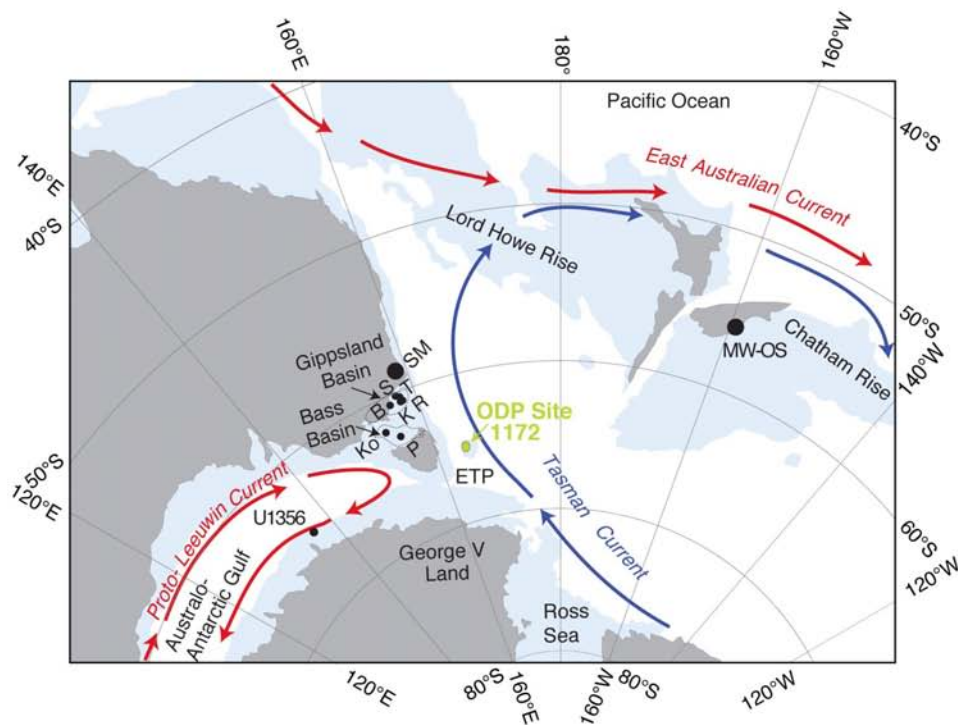 160°E
180°
160°W
Pacific Ocean
40°S
140°E
40°S
East Australian Current
Lord Howe Rise
50°S
140°W
MW-OS
Chatham Rise
Gippsland
Basin
SM
S
T
B
K
R
Bass
Basin
Ko
P
ODP Site
1172
ETP
50°S
120°E
Proto-Leeuwin Current
U1356
Tasman Current
60°S
120°W
George V
Land
Australo-
Antarctic Gulf
Ross
Sea
120°E
80°S
160°E
160°W
80°S
120°W